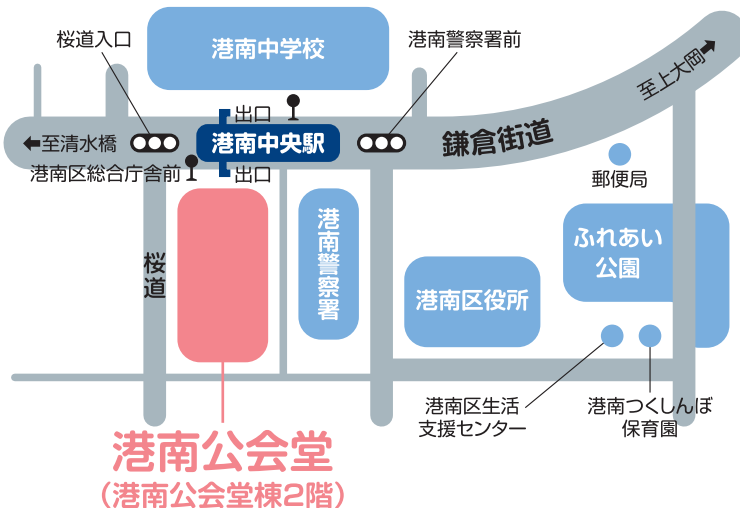 桜道入口
港南中学校
港南警察署前
至上大岡
出口
至清水橋
港南中央駅
鎌倉街道
港南区総合庁舎前
出口
郵便局
桜道
港南警察署
ふれあい
公園
港南区役所
港南区生活
支援センター
港南つくしんぼ
保育園
港南公会堂
（港南公会堂棟2階）